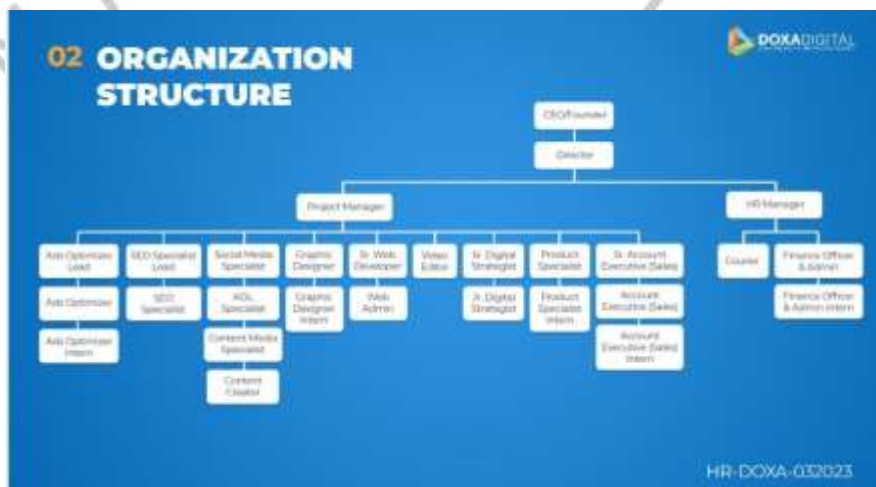 02 ORGANIZATION
STRUCTURE
DOXADIGITAL
CEO/Founder
Director
Project Manager
HR Manager
Ads Optimizer
Lead
SEO Specialist
Lead
Social Media
Specialist
Graphic
Designer
Sr. Web
Developer
Video
Editor
Sr. Digital
Strategist
Product
Specialist
Sr. Account
Executive (Sales)
Courier
Finance Officer
& Admin
Ads Optimizer
SEO
Specialist
KOL
Specialist
Graphic
Designer
Intern
Web
Admin
Jr. Digital
Strategist
Product
Specialist
Intern
Account
Executive (Sales)
Finance Officer
& Admin Intern
Ads Optimizer
Intern
Content Media
Specialist
Account
Executive (Sales)
Intern
Content
Creator
HR-DOXA-032023